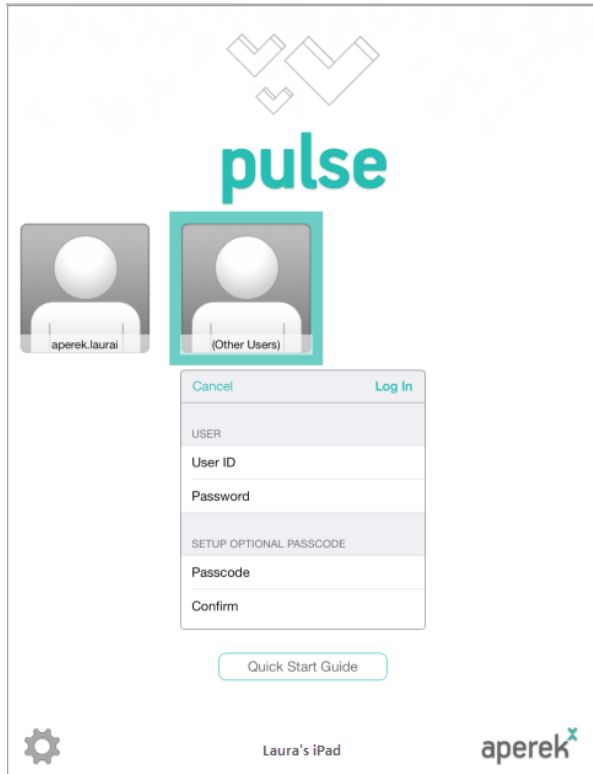 pulse
aperek.laurai
(Other Users)
Cancel
Log In
USER
User ID
Password
SETUP OPTIONAL PASSCODE
Passcode
Confirm
Quick Start Guide
Laura's iPad
aperekx